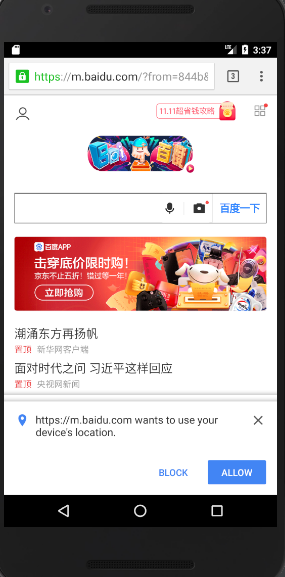 3:37
https://m.baidu.com/?from=844b8
3
11.11超省钱攻略
百度一下
百度APP
击穿底价限时购!
京东不止五折!错过等一年!
立即抢购
潮涌东方再扬帆
置顶 新华网客户端
面对时代之问 习近平这样回应
置顶 央视网新闻
https://m.baidu.com wants to use your
device's location.
BLOCK
ALLOW